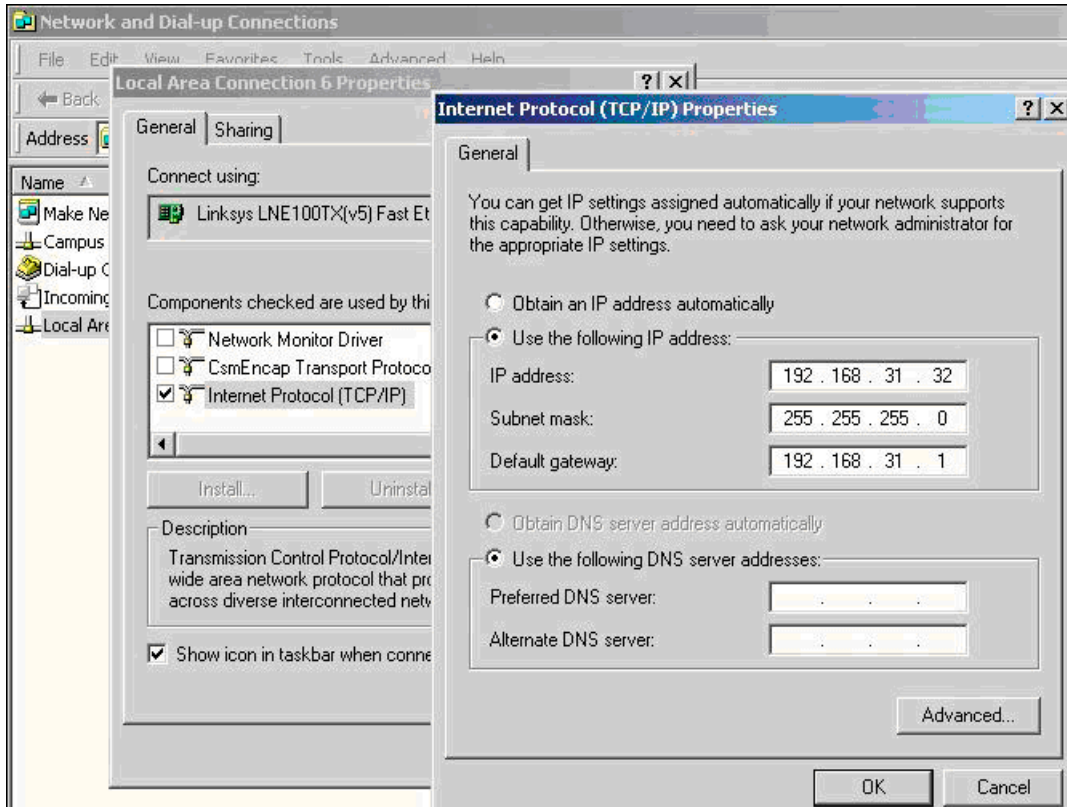 Network and Dial-up Connections
File Edit View Favorites Tools Advanced Help
Back
Address
Name
Make Ne
Campus
Dial-up C
Incoming
Local Are
Local Area Connection 6 Properties
General Sharing
Connect using:
Linksys LNE100TX(v5) Fast Et
Components checked are used by thi
Network Monitor Driver
CsmEncap Transport Protoco
Internet Protocol (TCP/IP)
Install... Uninstal
Description
Transmission Control Protocol/Inter
wide area network protocol that pro
across diverse interconnected netw
Show icon in taskbar when conne
Internet Protocol (TCP/IP) Properties
General
You can get IP settings assigned automatically if your network supports
this capability. Otherwise, you need to ask your network administrator for
the appropriate IP settings.
Obtain an IP address automatically
Use the following IP address:
IP address: 192 . 168 . 31 . 32
Subnet mask: 255 . 255 . 255 . 0
Default gateway: 192 . 168 . 31 . 1
Obtain DNS server address automatically
Use the following DNS server addresses:
Preferred DNS server: . . .
Alternate DNS server: . . .
Advanced...
OK Cancel